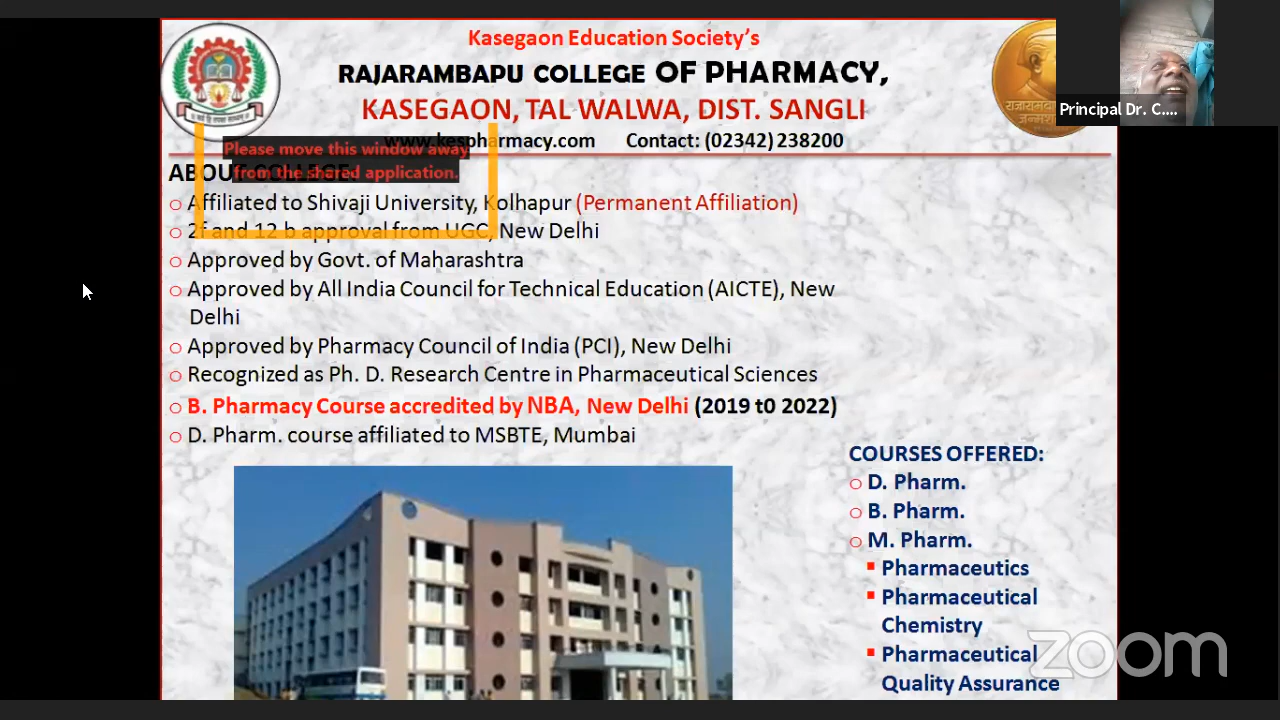 Kasegaon Education Society's
RAJARAMBAPU COLLEGE OF PHARMACY,
KASEGAON, TAL WALWA, DIST. SANGLI
www.kespharmacy.com Contact: (02342) 238200
Principal Dr. C....
Please move this window away
from the shared application.
ABOUT COLLEGE:
Affiliated to Shivaji University, Kolhapur (Permanent Affiliation)
2f and 12 b approval from UGC, New Delhi
Approved by Govt. of Maharashtra
Approved by All India Council for Technical Education (AICTE), New
Delhi
Approved by Pharmacy Council of India (PCI), New Delhi
Recognized as Ph. D. Research Centre in Pharmaceutical Sciences
B. Pharmacy Course accredited by NBA, New Delhi (2019 t0 2022)
D. Pharm. course affiliated to MSBTE, Mumbai
COURSES OFFERED:
D. Pharm.
B. Pharm.
M. Pharm.
Pharmaceutics
Pharmaceutical
Chemistry
Pharmaceutical
Quality Assurance
zoom